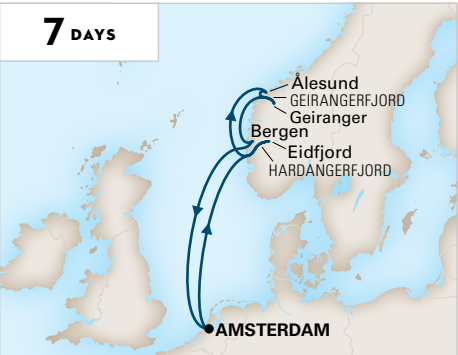 7 DAYS
Ålesund
GEIRANGERFJORD
Geiranger
Bergen
Eidfjord
HARDANGERFJORD
AMSTERDAM